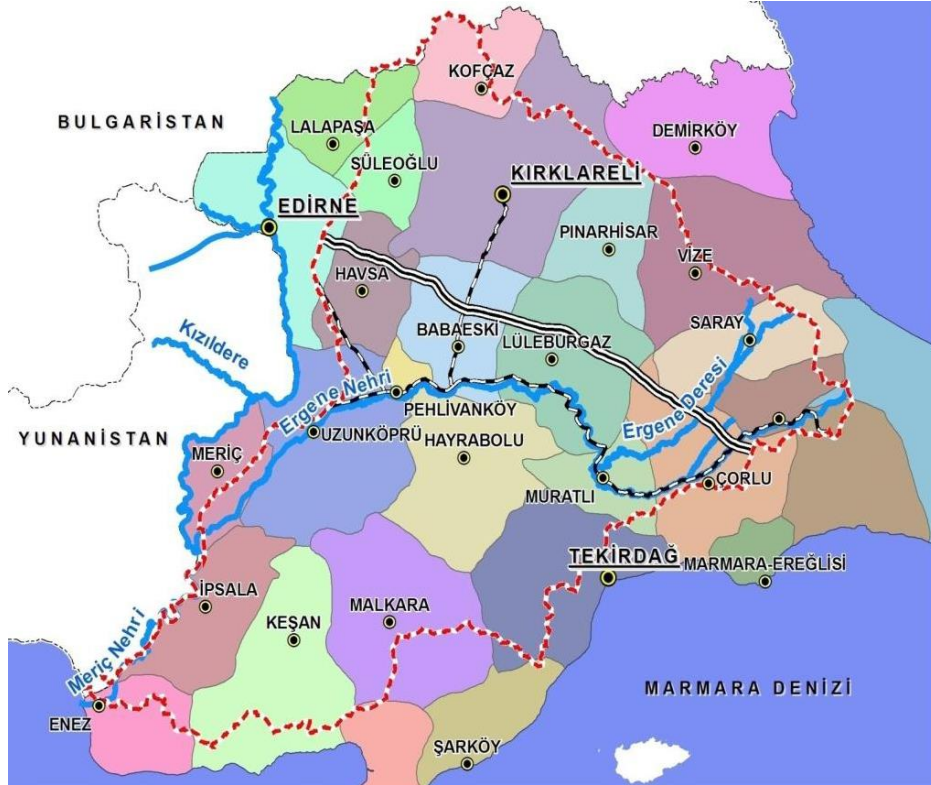 KOFÇAZ
BULGARİSTAN
LALAPAŞA
DEMİRKÖY
SÜLEOĞLU
KIRKLARELİ
EDİRNE
PINARHİSAR
VİZE
HAVSA
SARAY
Kızıldere
BABAESKİ
LÜLEBURGAZ
Ergene Nehri
Ergene Deresi
PEHLİVANKÖY
YUNANİSTAN
UZUNKÖPRÜ
HAYRABOLU
MERİÇ
MURATLI
ÇORLU
TEKİRDAĞ
MARMARA-EREĞLİSİ
İPSALA
MALKARA
KEŞAN
Meriç Nehri
MARMARA DENİZİ
ENEZ
ŞARKÖY